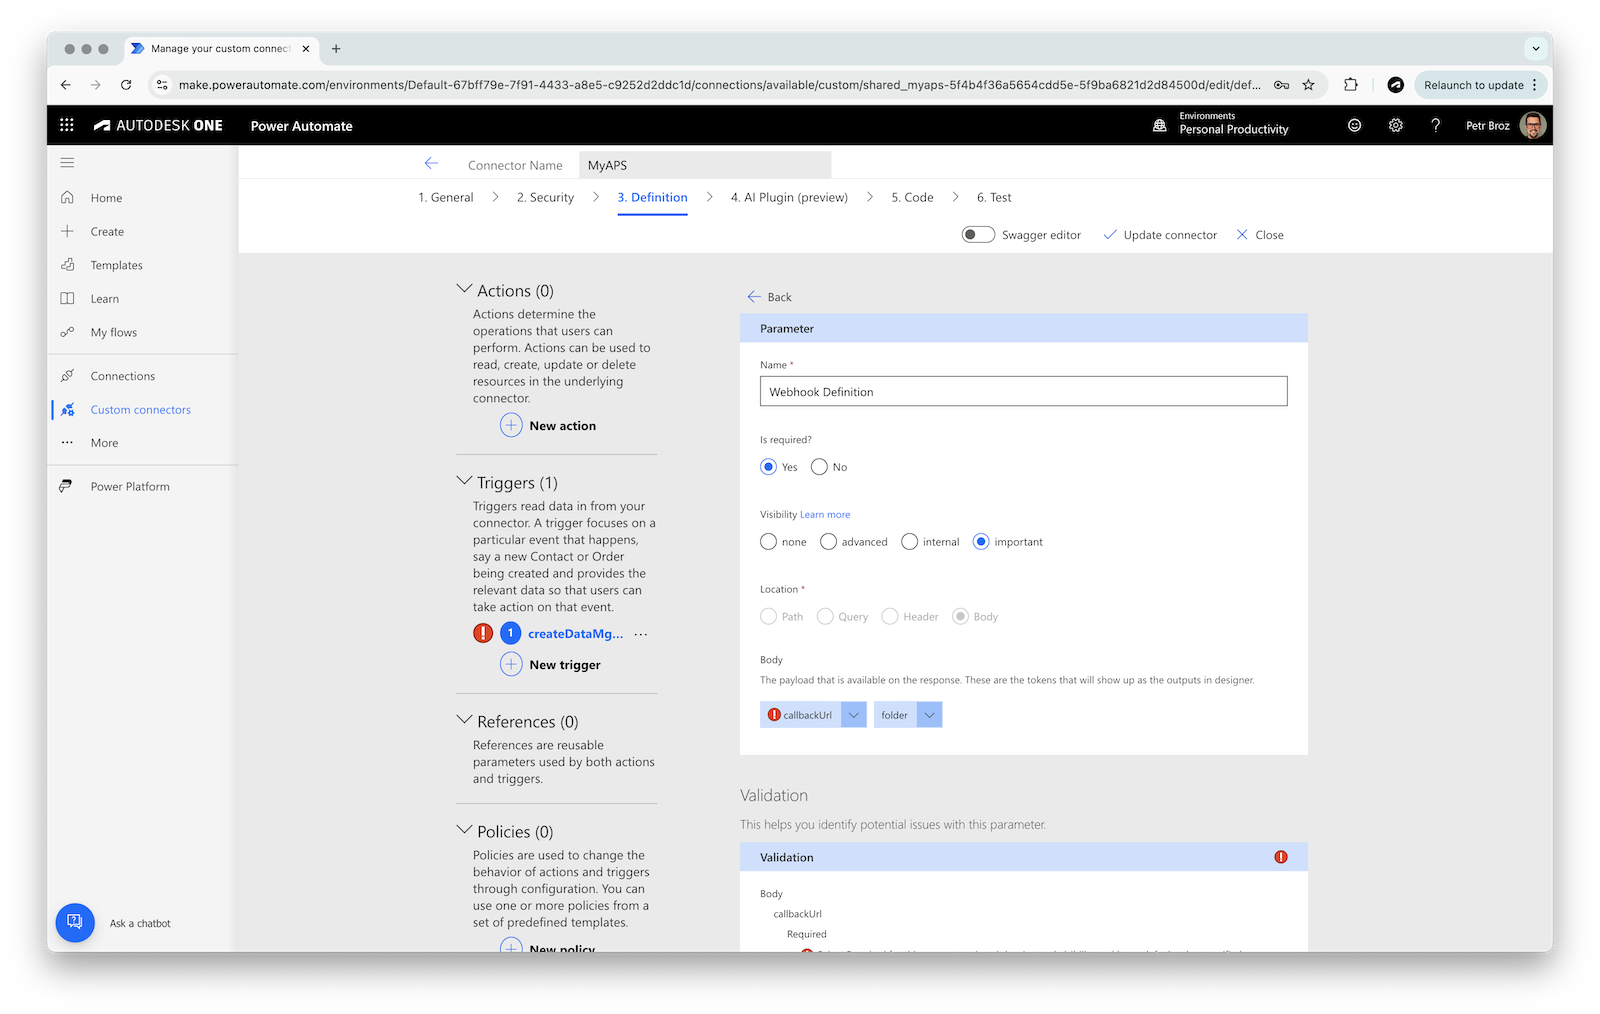 Manage your custom connect
make.powerautomate.com/environments/Default-67bff79e-7f91-4433-a8e5-c9252d2ddc1d/connections/available/custom/shared_myaps-5f4b4f36a5654cdd5e-5f9ba6821d2d84500d/edit/def...
Relaunch to update
AUTODESK ONE
Power Automate
Environments
Personal Productivity
Petr Broz
Home
Create
Templates
Learn
My flows
Connections
Custom connectors
More
Power Platform
Ask a chatbot
Connector Name
MyAPS
1. General
2. Security
3. Definition
4. AI Plugin (preview)
5. Code
6. Test
Swagger editor
Update connector
Close
Actions (0)
Actions determine the
operations that users can
perform. Actions can be used to
read, create, update or delete
resources in the underlying
connector.
New action
Triggers (1)
Triggers read data in from your
connector. A trigger focuses on a
particular event that happens,
say a new Contact or Order
being created and provides the
relevant data so that users can
take action on that event.
1 createDataMg... ...
New trigger
References (0)
References are reusable
parameters used by both actions
and triggers.
Policies (0)
Policies are used to change the
behavior of actions and triggers
through configuration. You can
use one or more policies from a
set of predefined templates.
New policy
Back
Parameter
Name *
Webhook Definition
Is required?
Yes No
Visibility Learn more
none advanced internal important
Location *
Path Query Header Body
Body
The payload that is available on the response. These are the tokens that will show up as the outputs in designer.
callbackUrl folder
Validation
This helps you identify potential issues with this parameter.
Validation
Body
callbackUrl
Required